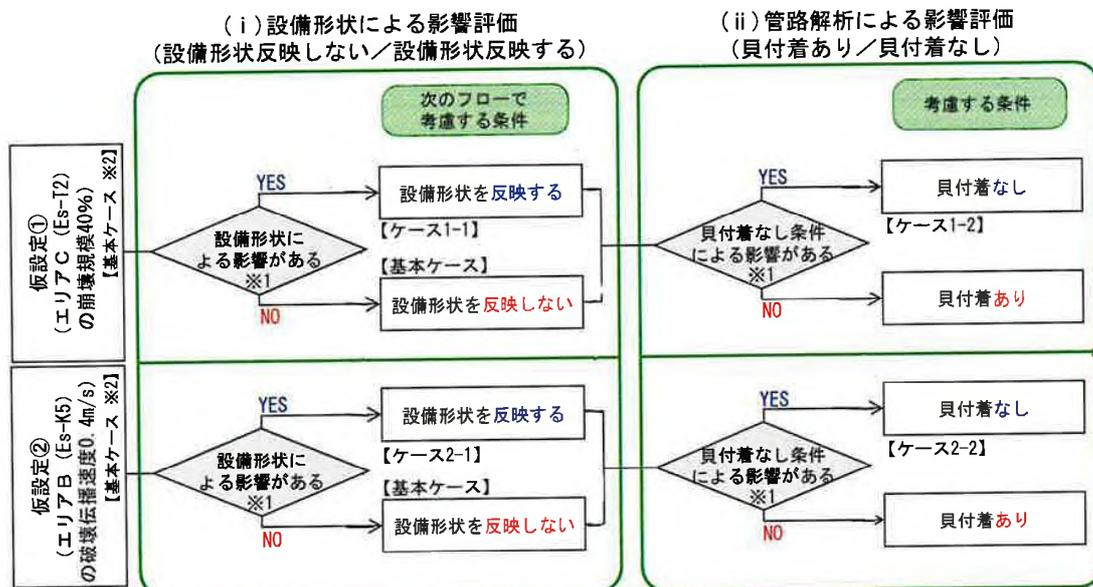 (ⅰ)設備形状による影響評価
(設備形状反映しない/設備形状反映する)
(ⅱ)管路解析による影響評価
(貝付着あり/貝付着なし)
次のフローで
考慮する条件
考慮する条件
仮設定①
(エリアC(Es-T2)
の崩壊規模40%)
【基本ケース ※2】
設備形状に
よる影響がある
※1
YES
設備形状を反映する
【ケース1-1】
【基本ケース】
NO
設備形状を反映しない
貝付着なし条件
による影響がある
※1
YES
貝付着なし
【ケース1-2】
NO
貝付着あり
仮設定②
(エリアB(Es-K5)
の破壊伝播速度0.4m/s)
【基本ケース ※2】
設備形状に
よる影響がある
※1
YES
設備形状を反映する
【ケース2-1】
【基本ケース】
NO
設備形状を反映しない
貝付着なし条件
による影響がある
※1
YES
貝付着なし
【ケース2-2】
NO
貝付着あり